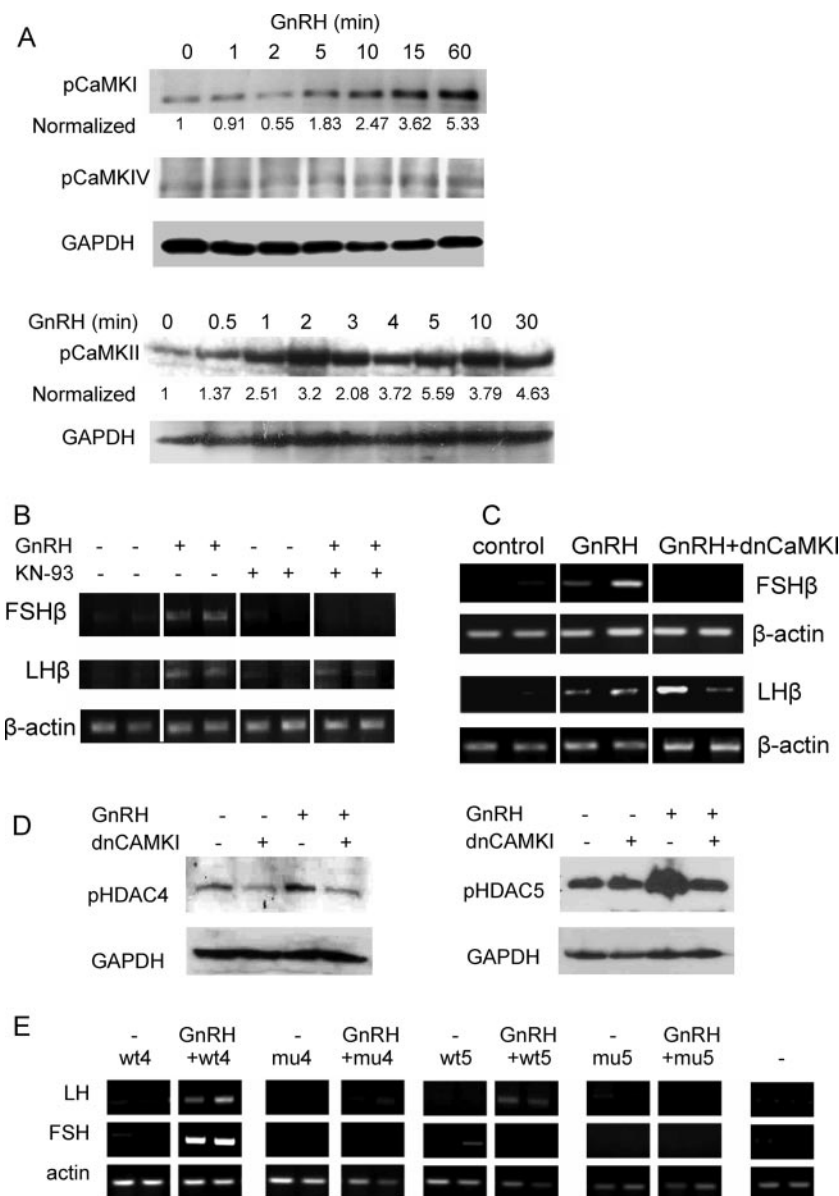 A
GnRH (min)
0 1 2 5 10 15 60
pCaMKI
Normalized 1 0.91 0.55 1.83 2.47 3.62 5.33
pCaMKIV
GAPDH
GnRH (min) 0 0.5 1 2 3 4 5 10 30
pCaMKII
Normalized 1 1.37 2.51 3.2 2.08 3.72 5.59 3.79 4.63
GAPDH
B
GnRH - - + + - - + +
KN-93 - - - - + + + +
FSHβ
LHβ
β-actin
C
control GnRH GnRH+dnCaMKI
FSHβ
β-actin
LHβ
β-actin
D
GnRH - - + +
dnCAMKI - + - +
pHDAC4
GAPDH
GnRH - - + +
dnCAMKI - + - +
pHDAC5
GAPDH
E
- GnRH - GnRH - GnRH - GnRH
wt4 +wt4 mu4 +mu4 wt5 +wt5 mu5 +mu5 -
LH
FSH
actin